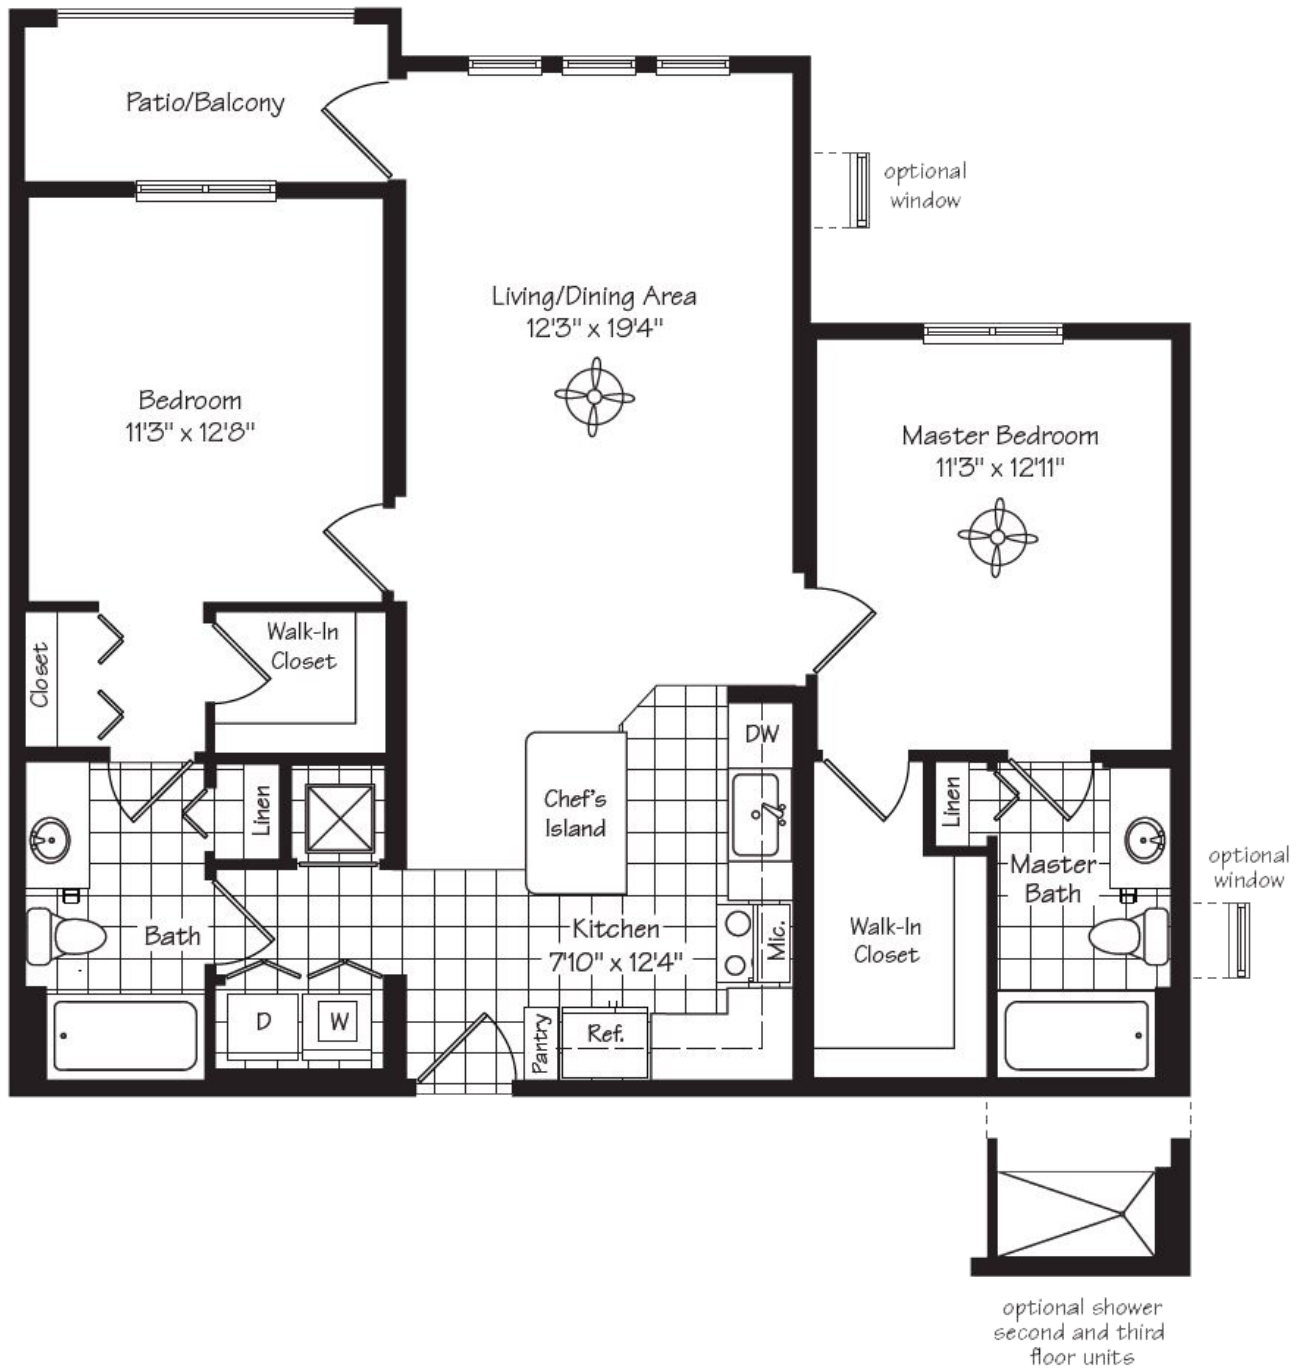 Patio/Balcony
optional
window
Living/Dining Area
12'3" x 19'4"
Bedroom
11'3" x 12'8"
Master Bedroom
11'3" x 12'11"
Closet
Walk-In
Closet
DW
Linen
Chef's
Island
Linen
Master
Bath
optional
window
Bath
Kitchen
7'10" x 12'4"
Mic.
Walk-In
Closet
D
W
Pantry
Ref.
optional shower
second and third
floor units